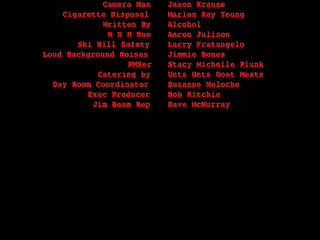 Camera Man Jason Krause
Cigarette Disposal Marlon Ray Young
Written By Alcohol
N N N Noo Aaron Julison
Ski Hill Safety Larry Fratangelo
Loud Background Noises Jimmie Bones
PMSer Stacy Michelle Plunk
Catering by Unts Unts Goat Meats
Day Room Coordinator Suzanne Meloche
Exec Producer Bob Ritchie
Jim Beam Rep Dave McMurray